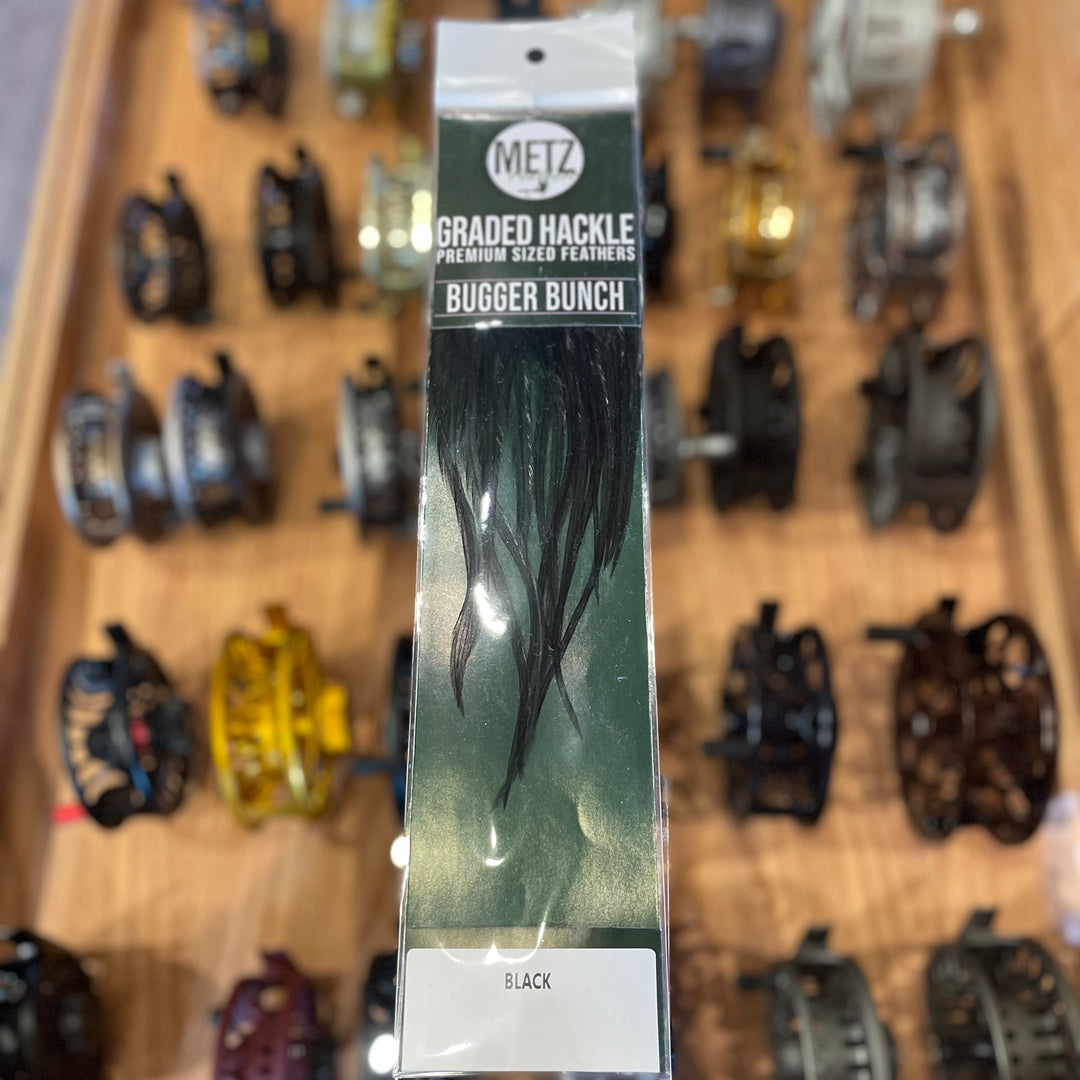 METZ
GRADED HACKLE
PREMIUM SIZED FEATHERS
BUGGER BUNCH
BLACK